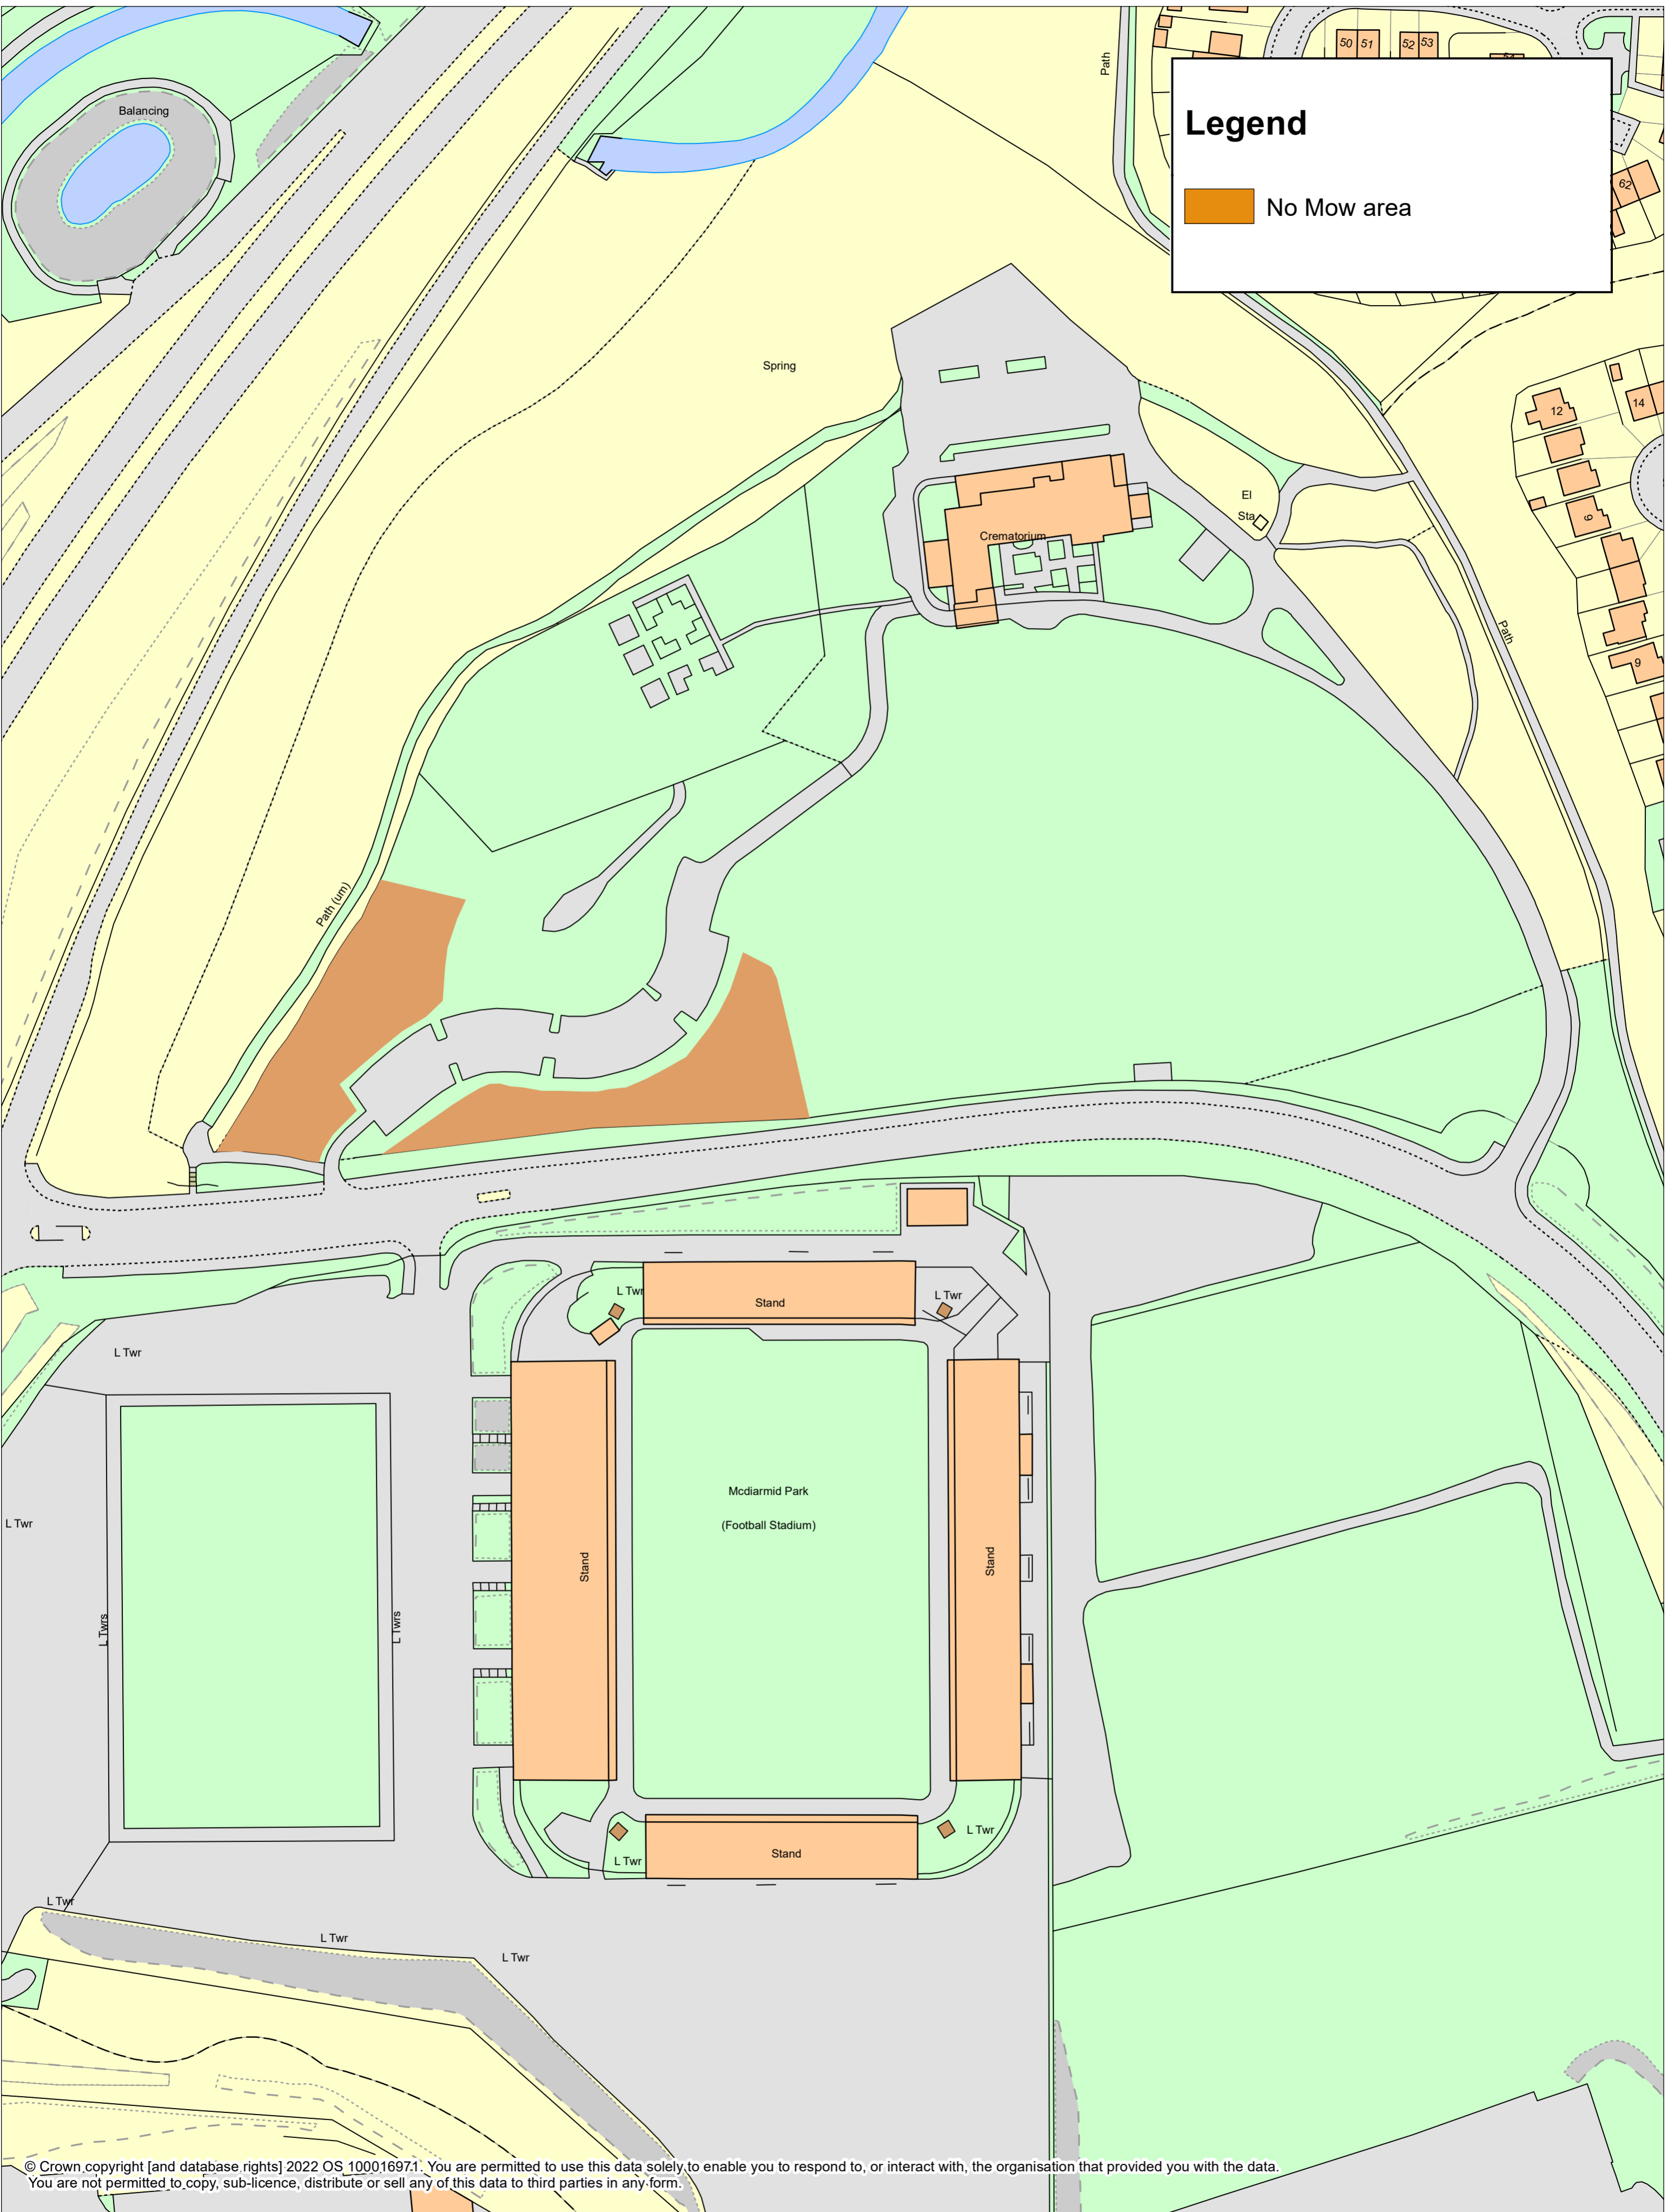 Balancing
Path
50
51
52
53
62
Legend
No Mow area
Spring
12
14
El
Sta
Crematorium
6
Path
9
Path (um)
L Twr
Stand
L Twr
L Twr
L Twr
Mcdiarmid Park
(Football Stadium)
Stand
Stand
L Twrs
L Twrs
L Twr
Stand
L Twr
L Twr
L Twr
L Twr
© Crown copyright [and database rights] 2022 OS 100016971. You are permitted to use this data solely to enable you to respond to, or interact with, the organisation that provided you with the data.
You are not permitted to copy, sub-licence, distribute or sell any of this data to third parties in any form.